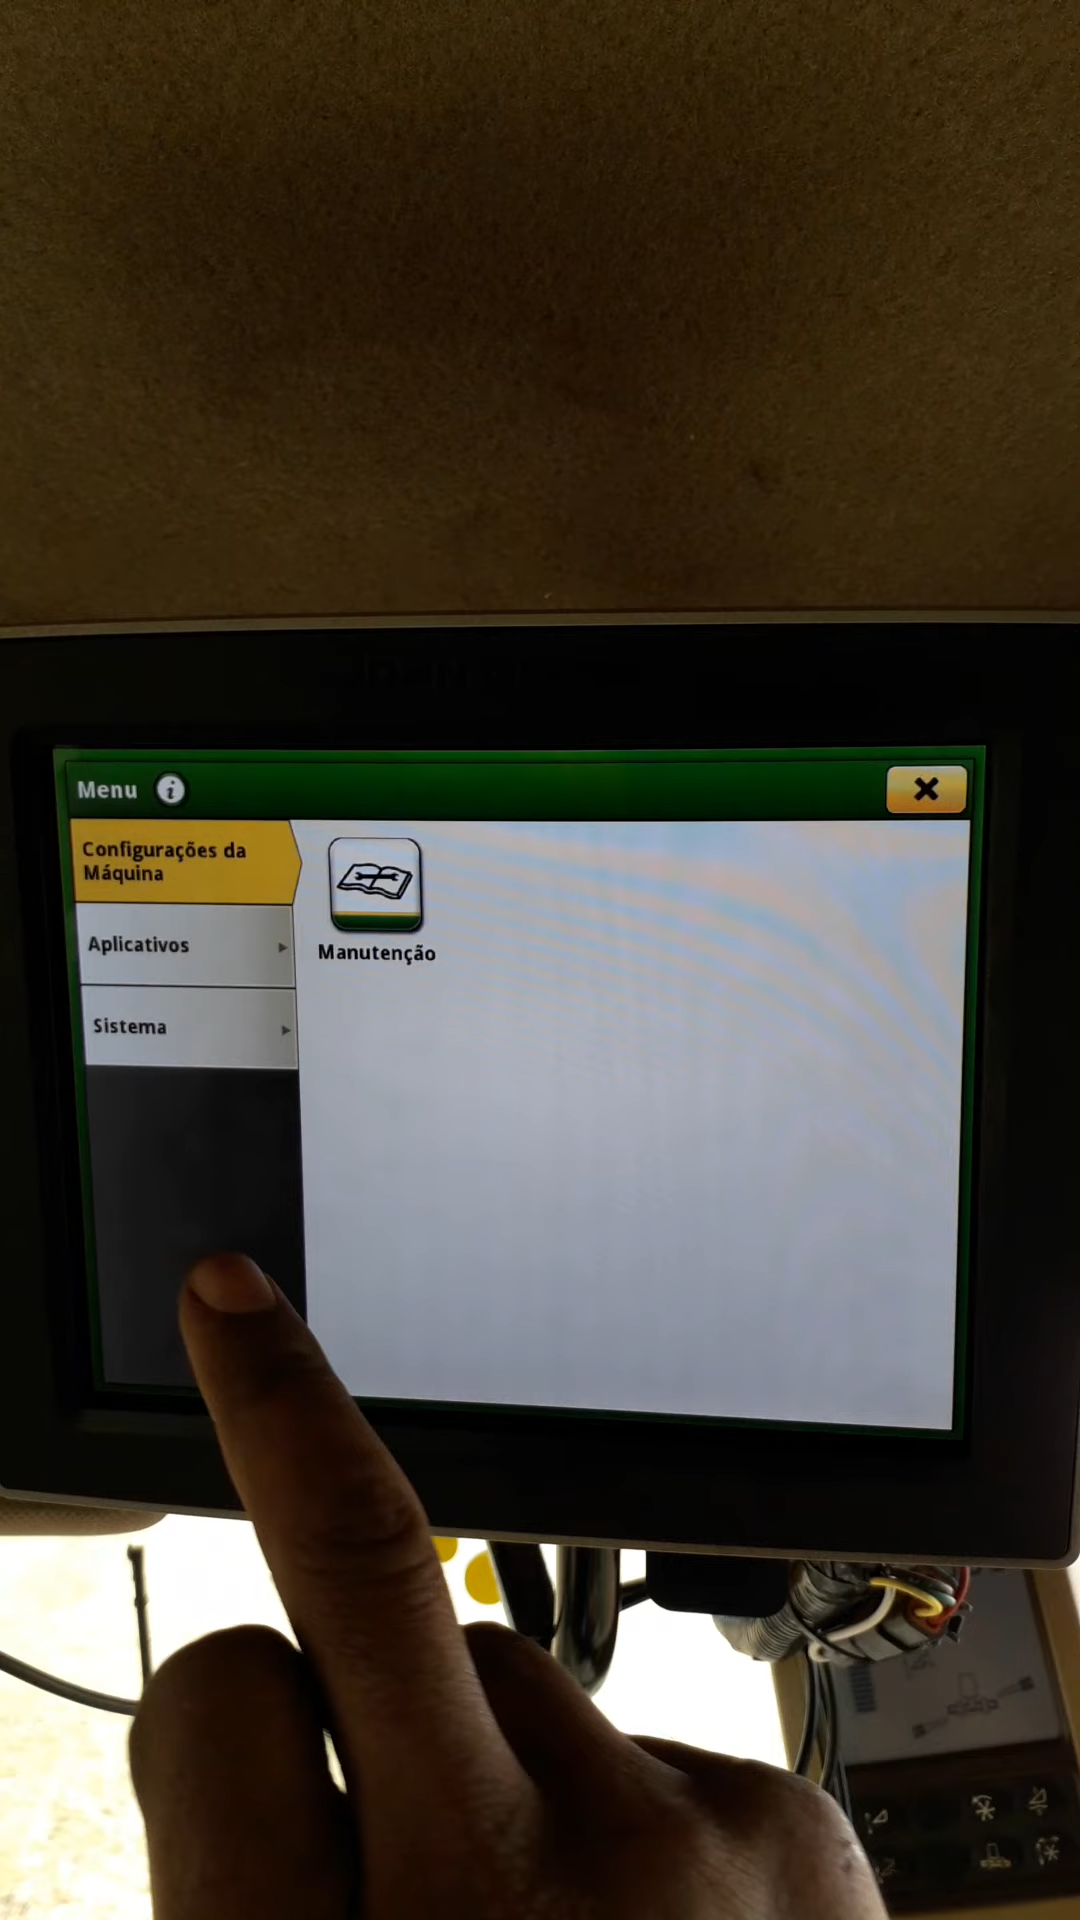 Menu
Configurações da
Máquina
Aplicativos
Sistema
Manutenção